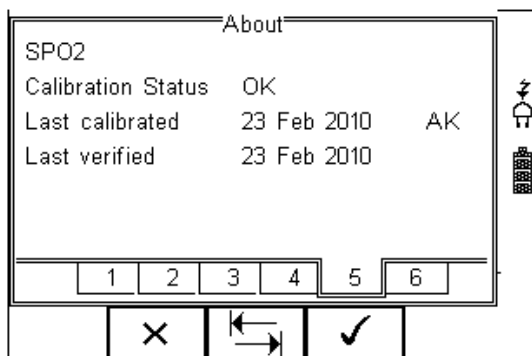 About
SPO2
Calibration Status OK
Last calibrated 23 Feb 2010 AK
Last verified 23 Feb 2010
1 2 3 4 5 6